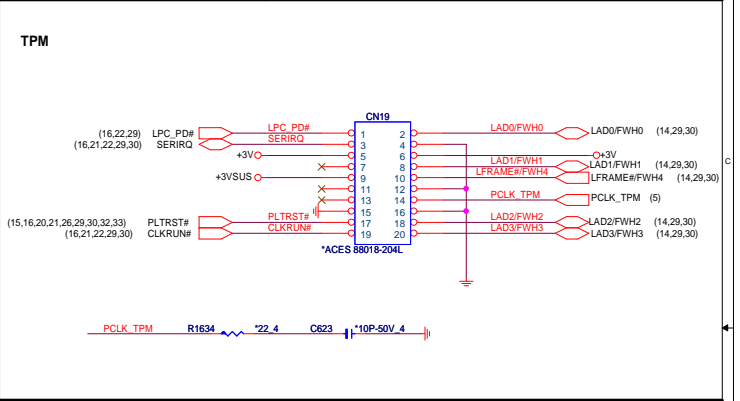 TPM
CN19
(16,22,29) LPC_PD# LPC_PD# 1 2 LAD0/FWH0 LAD0/FWH0 (14,29,30)
(16,21,22,29,30) SERIRQ SERIRQ 3 4
+3V 5 6 +3V
7 8 LAD1/FWH1 LAD1/FWH1 (14,29,30)
+3VSUS 9 10 LFRAME#/FWH4 LFRAME#/FWH4 (14,29,30)
11 12
13 14 PCLK_TPM PCLK_TPM (5)
15 16
(15,16,20,21,26,29,30,32,33) PLTRST# PLTRST# 17 18 LAD2/FWH2 LAD2/FWH2 (14,29,30)
(16,21,22,29,30) CLKRUN# CLKRUN# 19 20 LAD3/FWH3 LAD3/FWH3 (14,29,30)
*ACES 88018-204L
PCLK_TPM R1634 *22_4 C623 *10P-50V_4
C